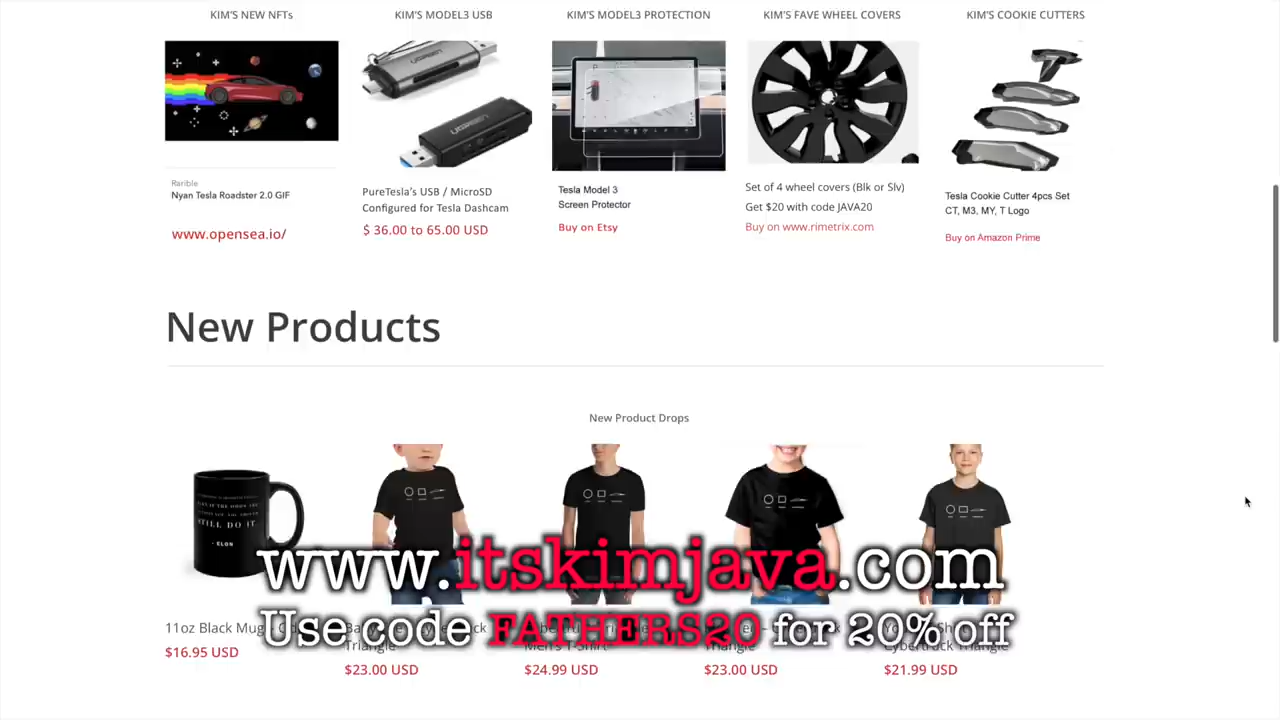 KIM'S NEW NFTs
KIM'S MODEL3 USB
KIM'S MODEL3 PROTECTION
KIM'S FAVE WHEEL COVERS
KIM'S COOKIE CUTTERS
UGREEN
UGREEN
Rarible
Nyan Tesla Roadster 2.0 GIF
www.opensea.io/
PureTesla's USB / MicroSD
Configured for Tesla Dashcam
$ 36.00 to 65.00 USD
Tesla Model 3
Screen Protector
Buy on Etsy
Set of 4 wheel covers (Blk or Slv)
Get $20 with code JAVA20
Buy on www.rimetrix.com
Tesla Cookie Cutter 4pcs Set
CT, M3, MY, T Logo
Buy on Amazon Prime
New Products
New Product Drops
STILL DO IT.
- ELON
www.itskimjava.com
Use code FATHERS20 for 20% off
11oz Black Mug
$16.95 USD
Triangle
$23.00 USD
Men's T-Shirt
$24.99 USD
Triangle
$23.00 USD
Cybertruck Triangle
$21.99 USD